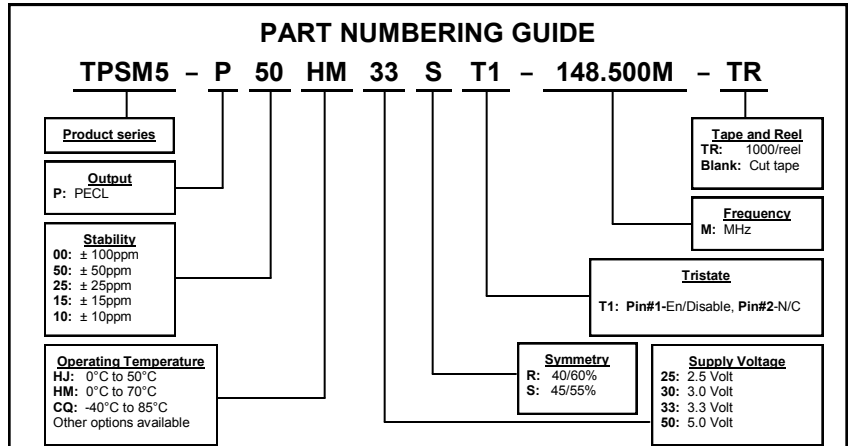 PART NUMBERING GUIDE
TPSM5 – P 50 HM 33 S T1 – 148.500M – TR
Product series
Output
P: PECL
Stability
00: ± 100ppm
50: ± 50ppm
25: ± 25ppm
15: ± 15ppm
10: ± 10ppm
Operating Temperature
HJ: 0°C to 50°C
HM: 0°C to 70°C
CQ: -40°C to 85°C
Other options available
Tape and Reel
TR: 1000/reel
Blank: Cut tape
Frequency
M: MHz
Tristate
T1: Pin#1-En/Disable, Pin#2-N/C
Symmetry
R: 40/60%
S: 45/55%
Supply Voltage
25: 2.5 Volt
30: 3.0 Volt
33: 3.3 Volt
50: 5.0 Volt